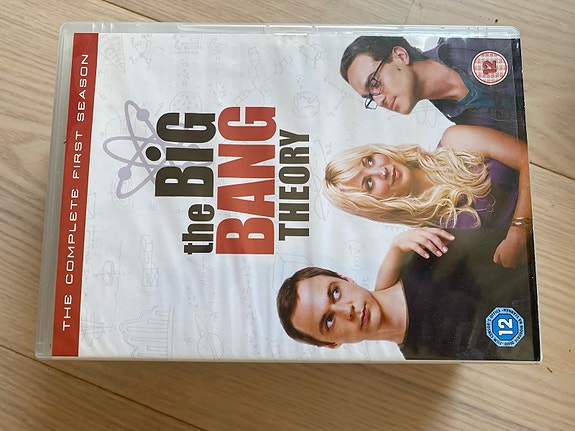 THE COMPLETE FIRST SEASON
the BiG
BANG
THEORY
12
12